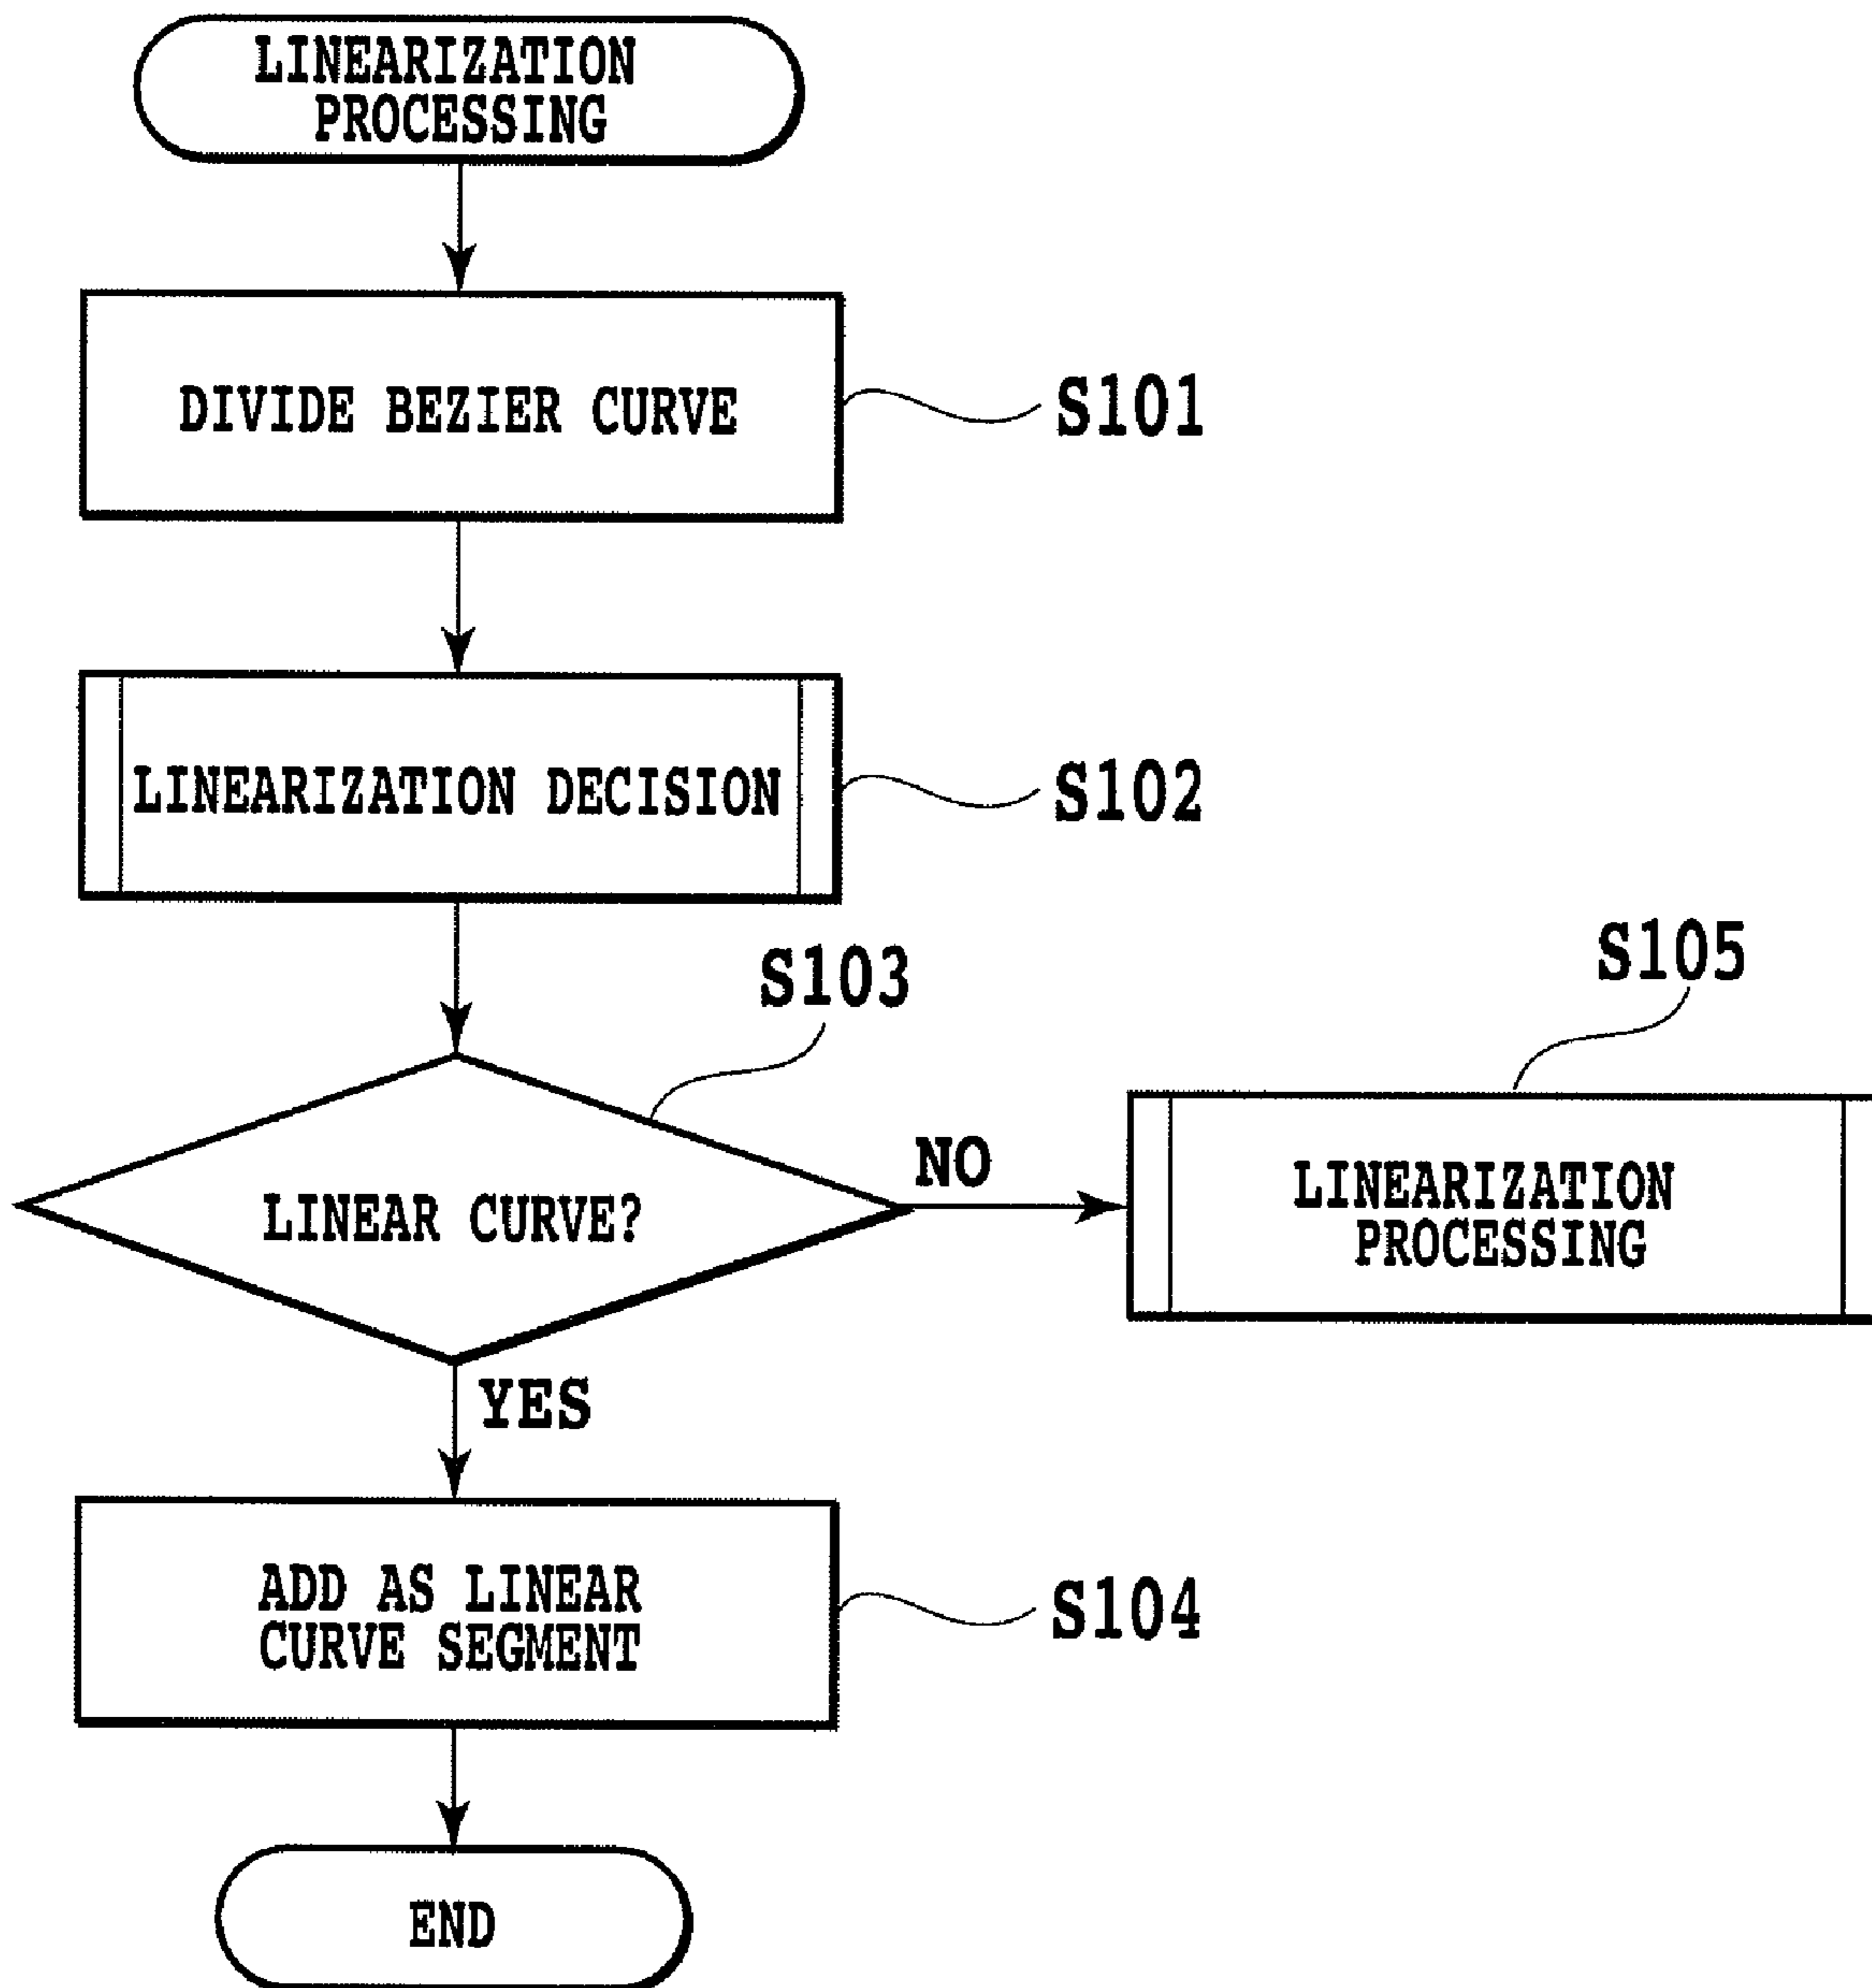 LINEARIZATION
PROCESSING
DIVIDE BEZIER CURVE
S101
LINEARIZATION DECISION
S102
S103
S105
LINEAR CURVE?
NO
LINEARIZATION
PROCESSING
YES
ADD AS LINEAR
CURVE SEGMENT
S104
END